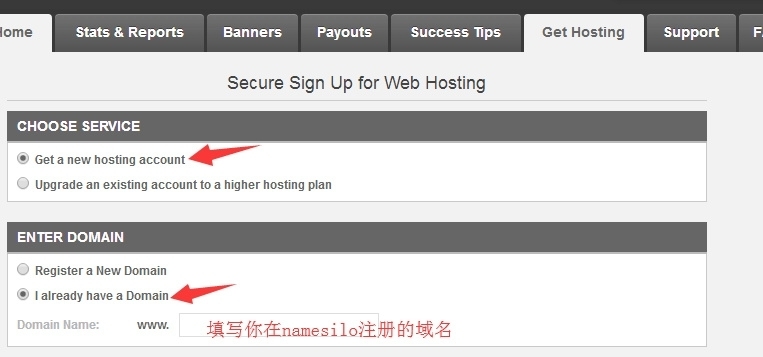 Home Stats & Reports Banners Payouts Success Tips Get Hosting Support
Secure Sign Up for Web Hosting
CHOOSE SERVICE
Get a new hosting account
Upgrade an existing account to a higher hosting plan
ENTER DOMAIN
Register a New Domain
I already have a Domain
Domain Name: www. 填写你在namesilo注册的域名